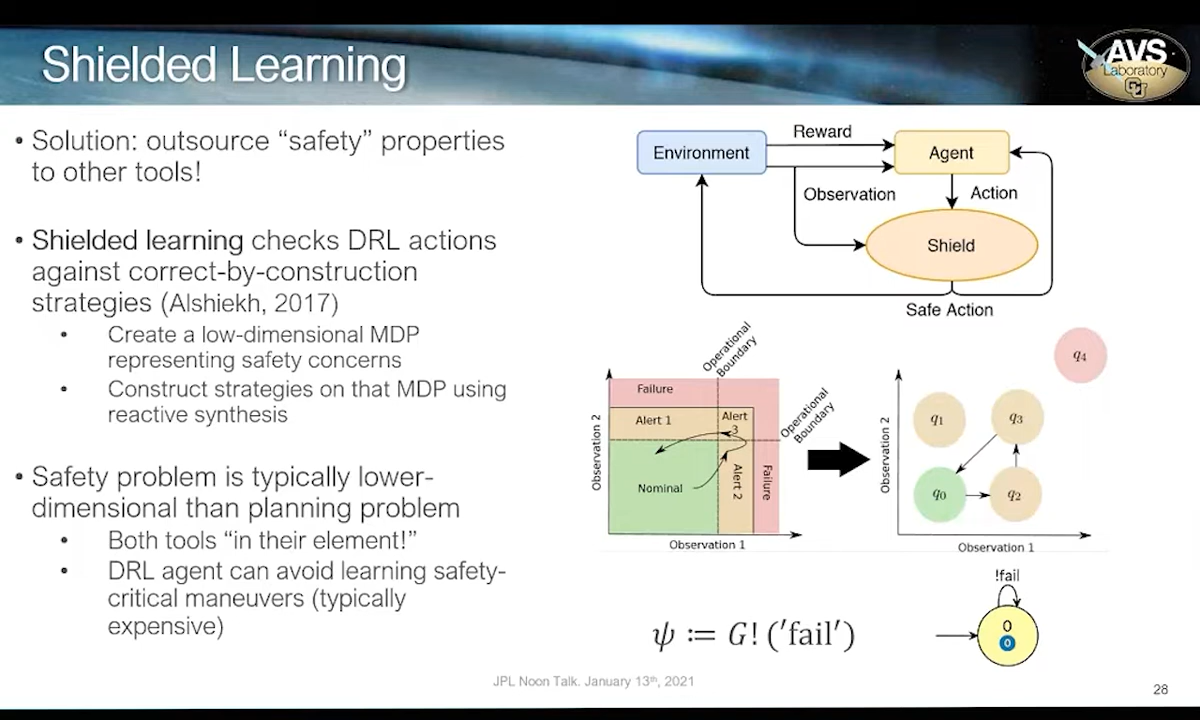 Shielded Learning
AVS
Laboratory
CU
• Solution: outsource “safety” properties
to other tools!
• Shielded learning checks DRL actions
against correct-by-construction
strategies (Alshiekh, 2017)
• Create a low-dimensional MDP
representing safety concerns
• Construct strategies on that MDP using
reactive synthesis
• Safety problem is typically lower-
dimensional than planning problem
• Both tools “in their element!”
• DRL agent can avoid learning safety-
critical maneuvers (typically
expensive)
Reward
Environment
Agent
Observation
Action
Shield
Safe Action
Operational
Boundary
Failure
Alert 1
Alert
3
Operational
Boundary
Observation 2
Nominal
Alert 2
Failure
Observation 1
q4
q1
q3
Observation 2
q0
q2
Observation 1
!fail
0
0
ψ ≔ G! ('fail')
JPL Noon Talk. January 13th, 2021
28